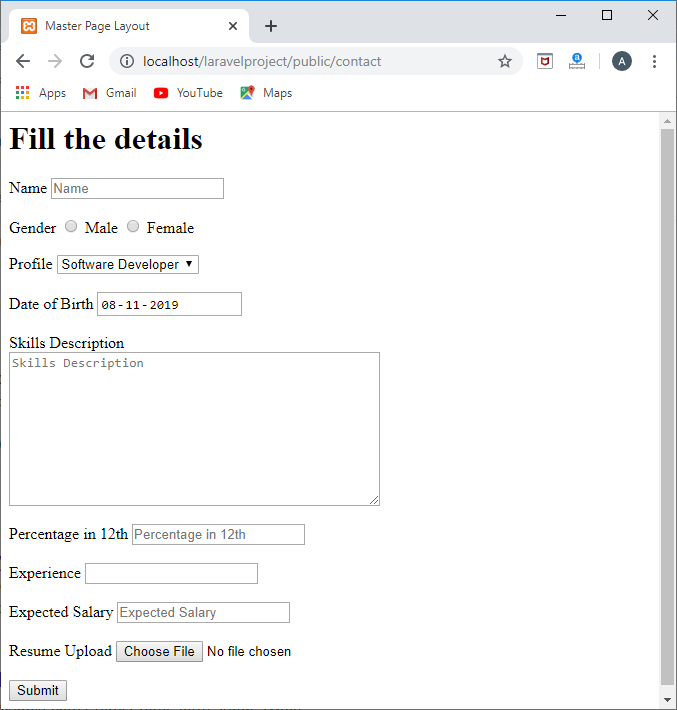 Master Page Layout
localhost/laravelproject/public/contact
a
A
Apps Gmail YouTube Maps
Fill the details
Name Name
Gender Male Female
Profile Software Developer
Date of Birth 08-11-2019
Skills Description
Skills Description
Percentage in 12th Percentage in 12th
Experience
Expected Salary Expected Salary
Resume Upload Choose File No file chosen
Submit